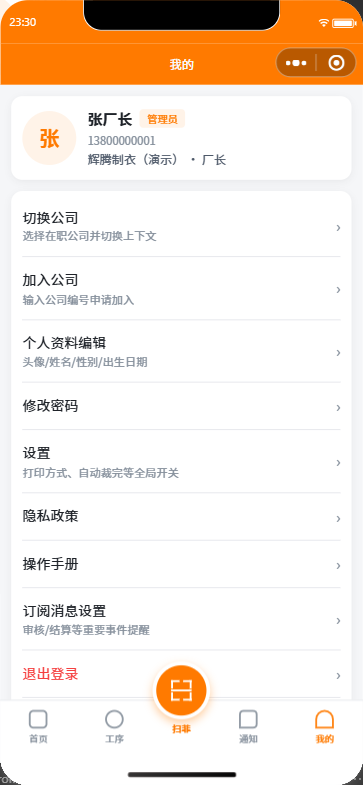 23:30
我的
张
张厂长 管理员
13800000001
辉腾制衣（演示） · 厂长
切换公司
选择在职公司并切换上下文
加入公司
输入公司编号申请加入
个人资料编辑
头像/姓名/性别/出生日期
修改密码
设置
打印方式、自动裁完等全局开关
隐私政策
操作手册
订阅消息设置
审核/结算等重要事件提醒
退出登录
首页
工序
扫菲
通知
我的